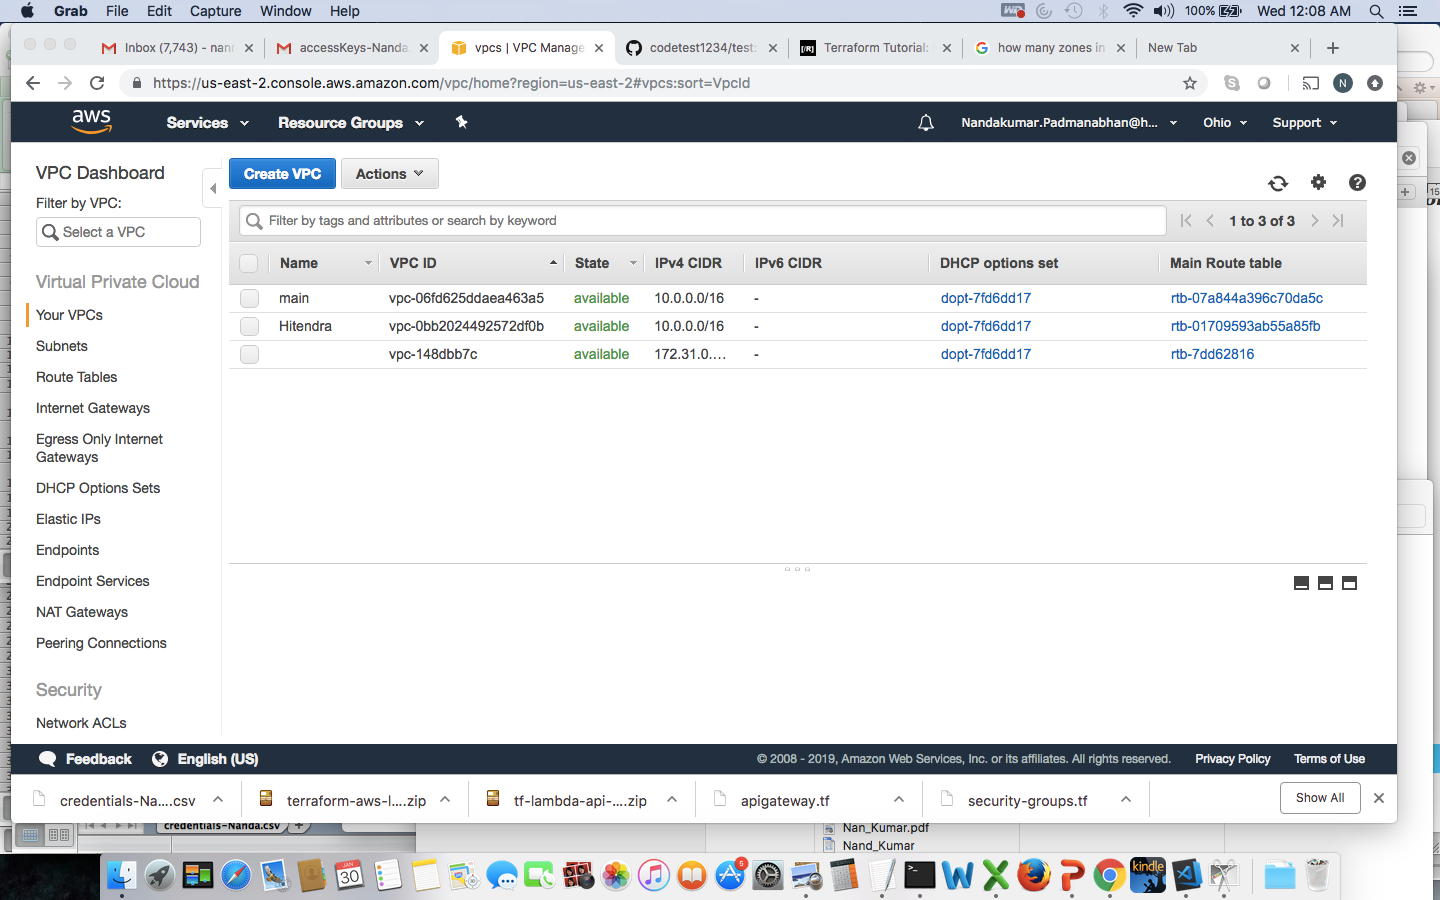 Grab File Edit Capture Window Help 100% Wed 12:08 AM
Inbox (7,743) - nanr accessKeys-Nanda. vpcs | VPC Manage codetest1234/test: Terraform Tutorial: how many zones in New Tab
https://us-east-2.console.aws.amazon.com/vpc/home?region=us-east-2#vpcs:sort=VpcId N
aws Services Resource Groups Nandakumar.Padmanabhan@h... Ohio Support
VPC Dashboard
Filter by VPC:
Select a VPC
Virtual Private Cloud
Your VPCs
Subnets
Route Tables
Internet Gateways
Egress Only Internet
Gateways
DHCP Options Sets
Elastic IPs
Endpoints
Endpoint Services
NAT Gateways
Peering Connections
Security
Network ACLs
Create VPC Actions
Filter by tags and attributes or search by keyword 1 to 3 of 3
Name VPC ID State IPv4 CIDR IPv6 CIDR DHCP options set Main Route table
main vpc-06fd625ddaea463a5 available 10.0.0.0/16 - dopt-7fd6dd17 rtb-07a844a396c70da5c
Hitendra vpc-0bb2024492572df0b available 10.0.0.0/16 - dopt-7fd6dd17 rtb-01709593ab55a85fb
vpc-148dbb7c available 172.31.0.... - dopt-7fd6dd17 rtb-7dd62816
Feedback English (US) © 2008 - 2019, Amazon Web Services, Inc. or its affiliates. All rights reserved. Privacy Policy Terms of Use
credentials-Na....csv terraform-aws-l....zip tf-lambda-api-....zip apigateway.tf security-groups.tf Show All
credentials-Nanda.csv
Nan_Kumar.pdf
Nand_Kumar
JAN
30
5
kindle